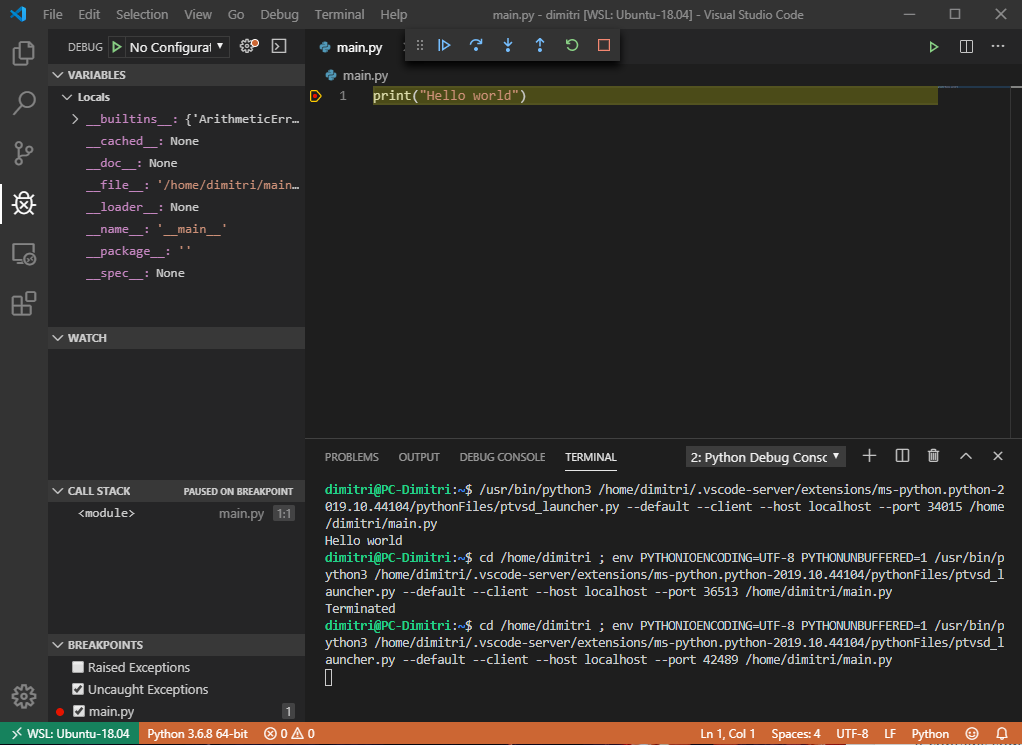 File Edit Selection View Go Debug Terminal Help main.py - dimitri [WSL: Ubuntu-18.04] - Visual Studio Code
DEBUG No Configurat
main.py
VARIABLES
main.py
Locals
1 print("Hello world")
__builtins__: {'ArithmeticErr...
__cached__: None
__doc__: None
__file__: '/home/dimitri/main...
__loader__: None
__name__: '__main__'
__package__: ''
__spec__: None
WATCH
CALL STACK PAUSED ON BREAKPOINT
<module> main.py 1:1
BREAKPOINTS
Raised Exceptions
Uncaught Exceptions
main.py 1
PROBLEMS OUTPUT DEBUG CONSOLE TERMINAL 2: Python Debug Consc
dimitri@PC-Dimitri:~$ /usr/bin/python3 /home/dimitri/.vscode-server/extensions/ms-python.python-2
019.10.44104/pythonFiles/ptvsd_launcher.py --default --client --host localhost --port 34015 /home
/dimitri/main.py
Hello world
dimitri@PC-Dimitri:~$ cd /home/dimitri ; env PYTHONIOENCODING=UTF-8 PYTHONUNBUFFERED=1 /usr/bin/p
ython3 /home/dimitri/.vscode-server/extensions/ms-python.python-2019.10.44104/pythonFiles/ptvsd_l
auncher.py --default --client --host localhost --port 36513 /home/dimitri/main.py
Terminated
dimitri@PC-Dimitri:~$ cd /home/dimitri ; env PYTHONIOENCODING=UTF-8 PYTHONUNBUFFERED=1 /usr/bin/p
ython3 /home/dimitri/.vscode-server/extensions/ms-python.python-2019.10.44104/pythonFiles/ptvsd_l
auncher.py --default --client --host localhost --port 42489 /home/dimitri/main.py
WSL: Ubuntu-18.04 Python 3.6.8 64-bit 0 0 Ln 1, Col 1 Spaces: 4 UTF-8 LF Python